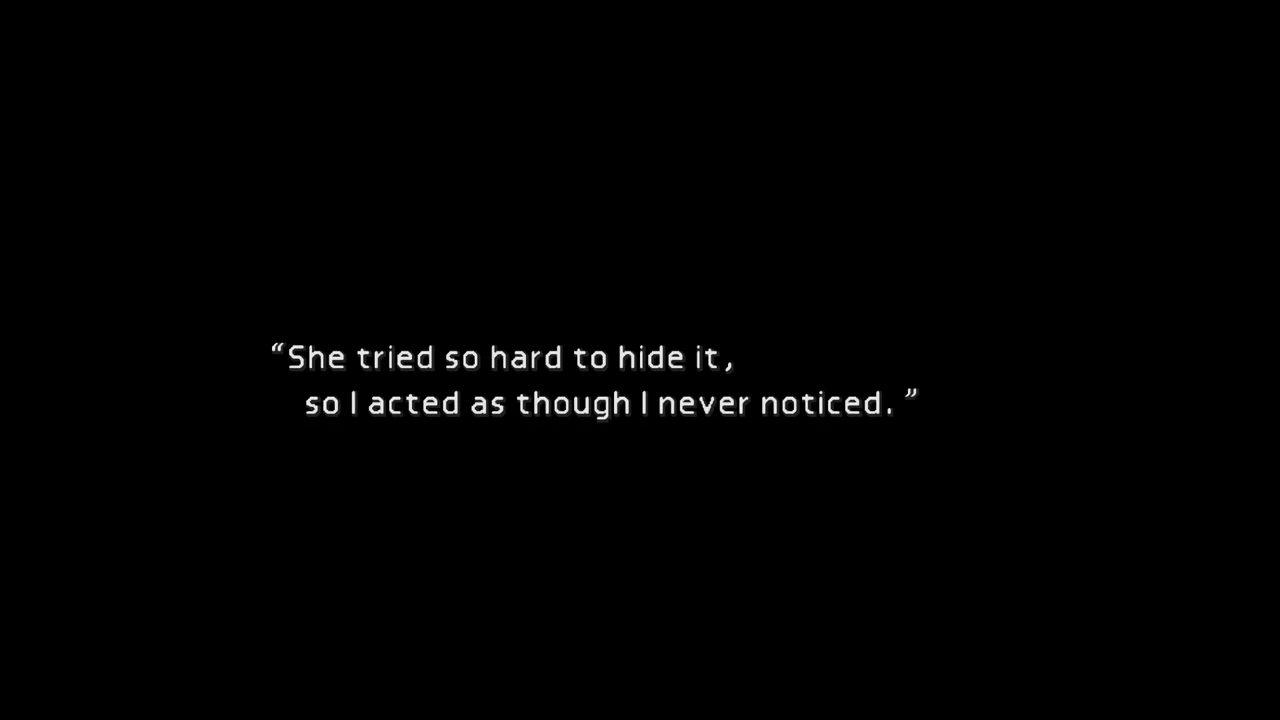 “She tried so hard to hide it,
so I acted as though I never noticed. ”